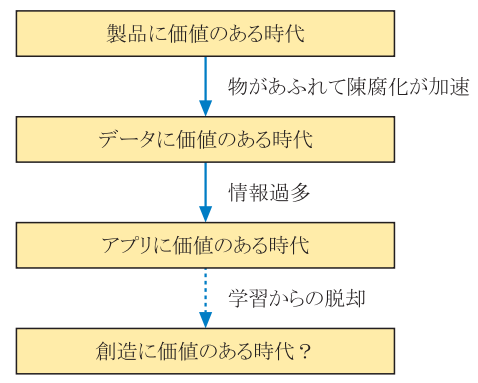 製品に価値のある時代
物があふれて陳腐化が加速
データに価値のある時代
情報過多
アプリに価値のある時代
学習からの脱却
創造に価値のある時代？